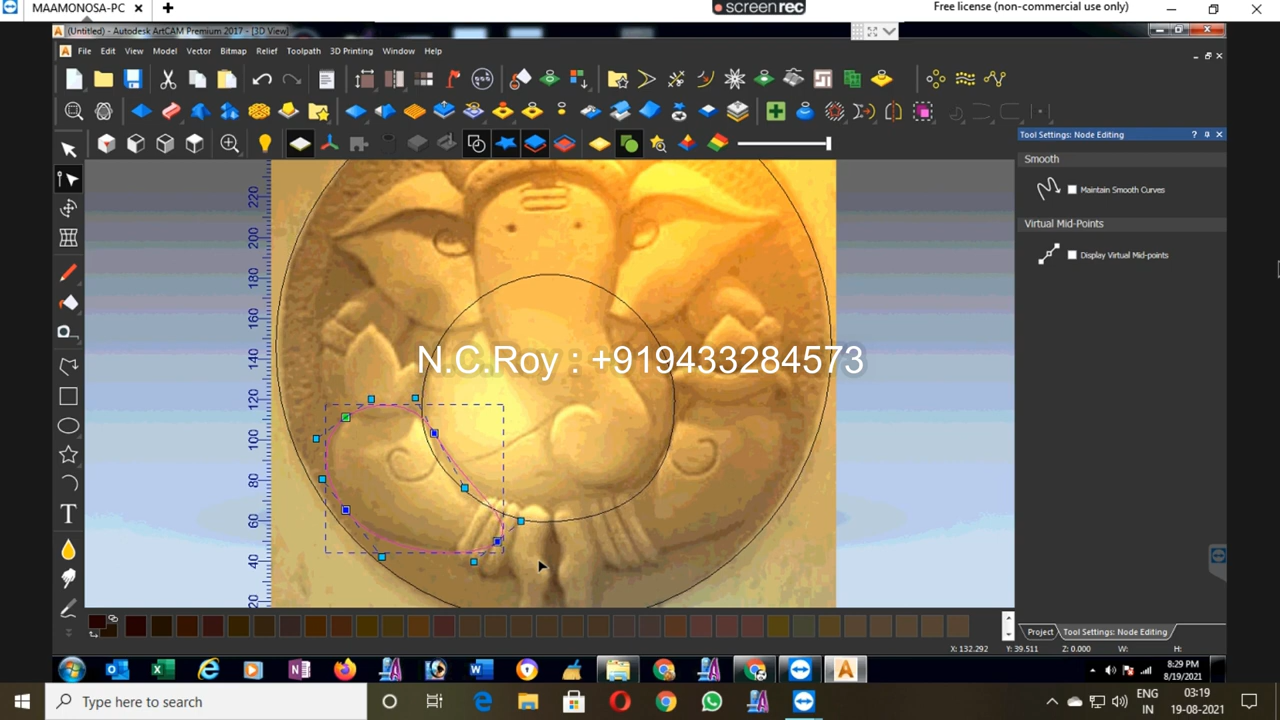 MAAMONOSA-PC
screenrec
Free license (non-commercial use only)
(Untitled) - Autodesk ArtCAM Premium 2017 - [3D View]
File Edit View Model Vector Bitmap Relief Toolpath 3D Printing Window Help
Tool Settings: Node Editing
Smooth
Maintain Smooth Curves
Virtual Mid-Points
Display Virtual Mid-points
220
200
180
160
140
120
100
80
60
40
20
N.C.Roy : +919433284573
Project Tool Settings: Node Editing
X: 132.292 Y: 39.511 Z: 0.000 W: H:
8:29 PM
8/19/2021
Type here to search
ENG
IN
03:19
19-08-2021